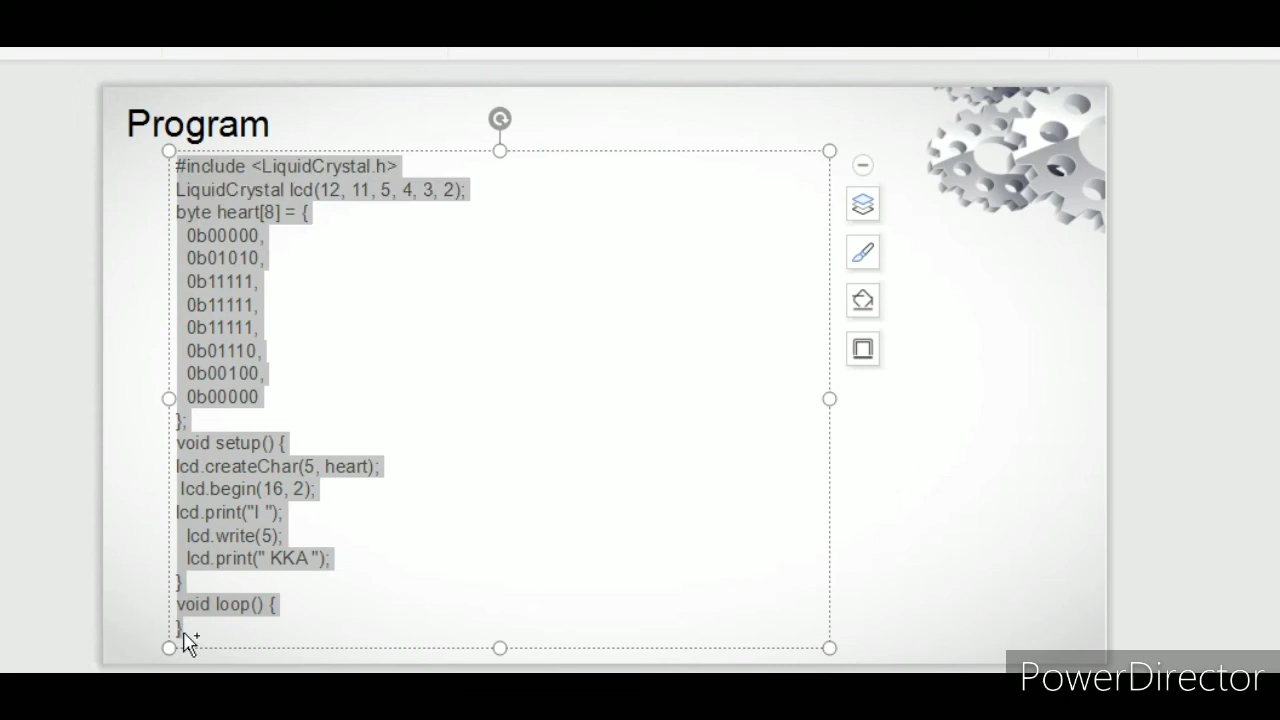 Program
#include <LiquidCrystal.h>
LiquidCrystal lcd(12, 11, 5, 4, 3, 2);
byte heart[8] = {
0b00000,
0b01010,
0b11111,
0b11111,
0b11111,
0b01110,
0b00100,
0b00000
};
void setup() {
lcd.createChar(5, heart);
lcd.begin(16, 2);
lcd.print("I ");
lcd.write(5);
lcd.print(" KKA ");
}
void loop() {
}
PowerDirector